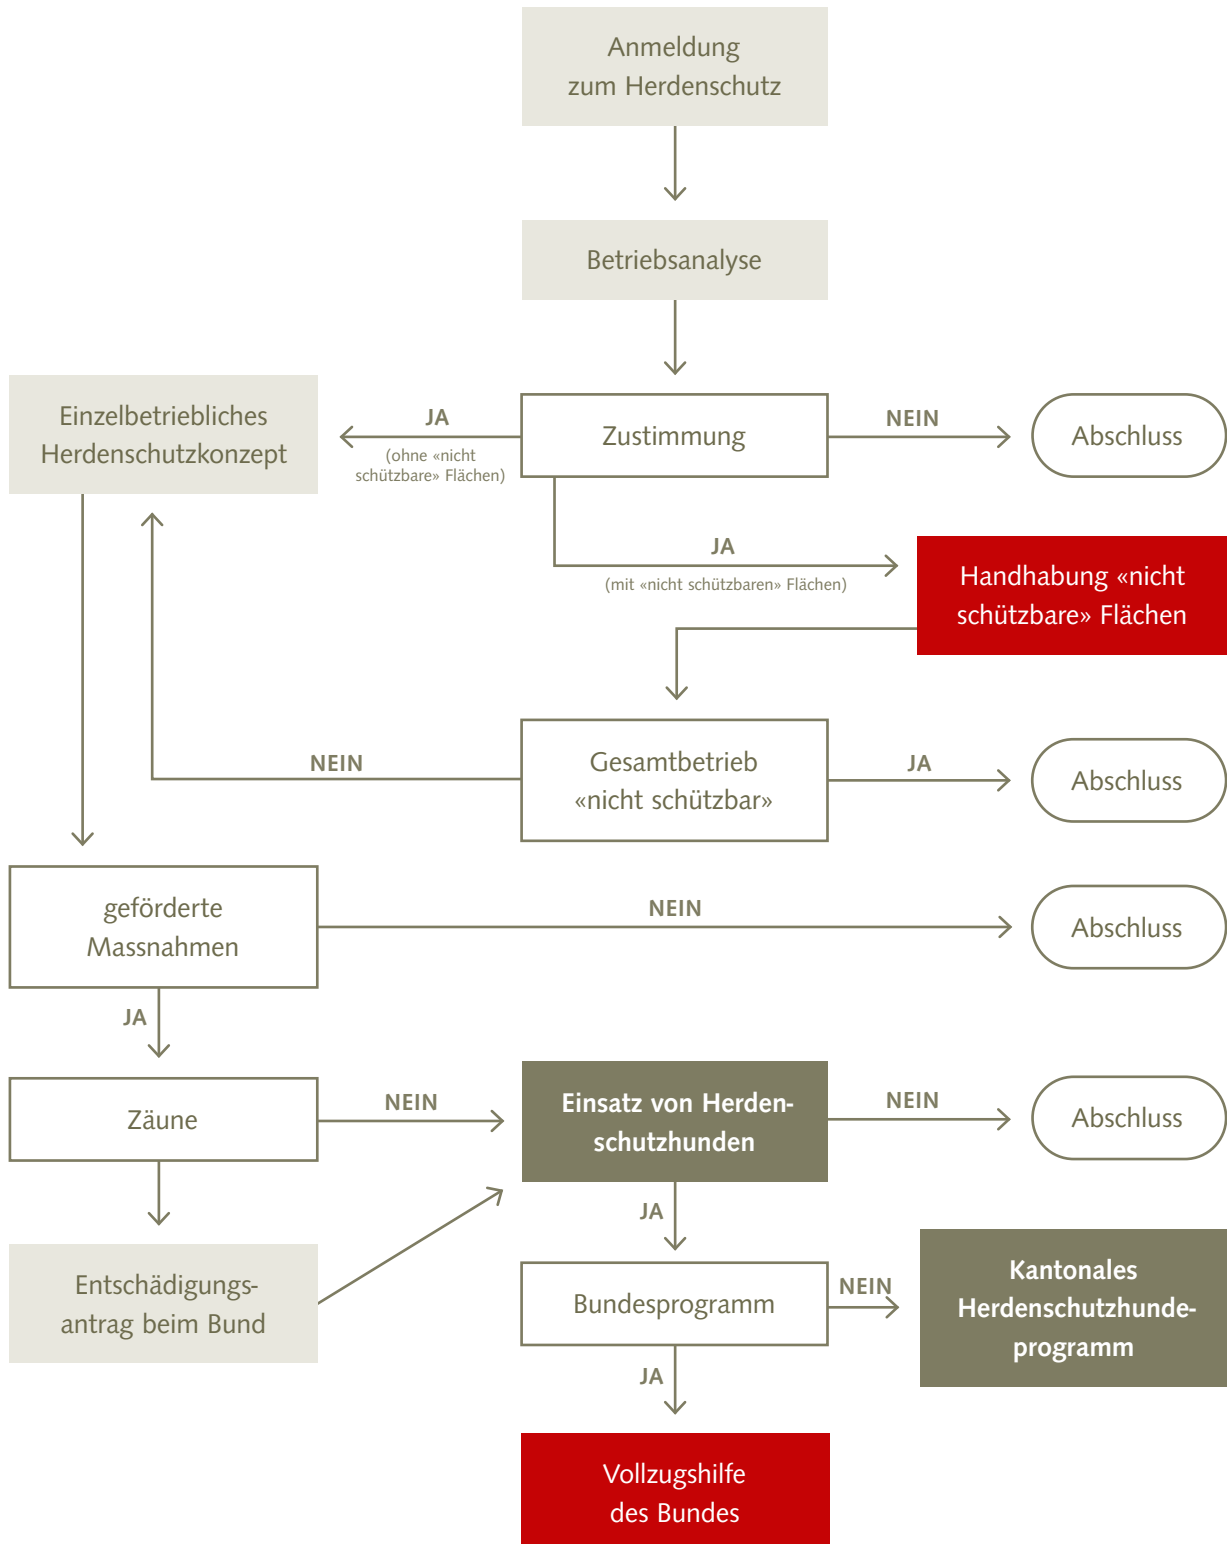 Anmeldung
zum Herdenschutz
Betriebsanalyse
Einzelbetriebliches
Herdenschutzkonzept
JA
(ohne «nicht
schützbare» Flächen)
Zustimmung
NEIN
Abschluss
JA
(mit «nicht schützbaren» Flächen)
Handhabung «nicht
schützbare» Flächen
NEIN
Gesamtbetrieb
«nicht schützbar»
JA
Abschluss
geförderte
Massnahmen
NEIN
Abschluss
JA
Zäune
NEIN
Einsatz von Herden-
schutzhunden
NEIN
Abschluss
JA
Entschädigungs-
antrag beim Bund
Bundesprogramm
NEIN
Kantonales
Herdenschutzhunde-
programm
JA
Vollzugshilfe
des Bundes